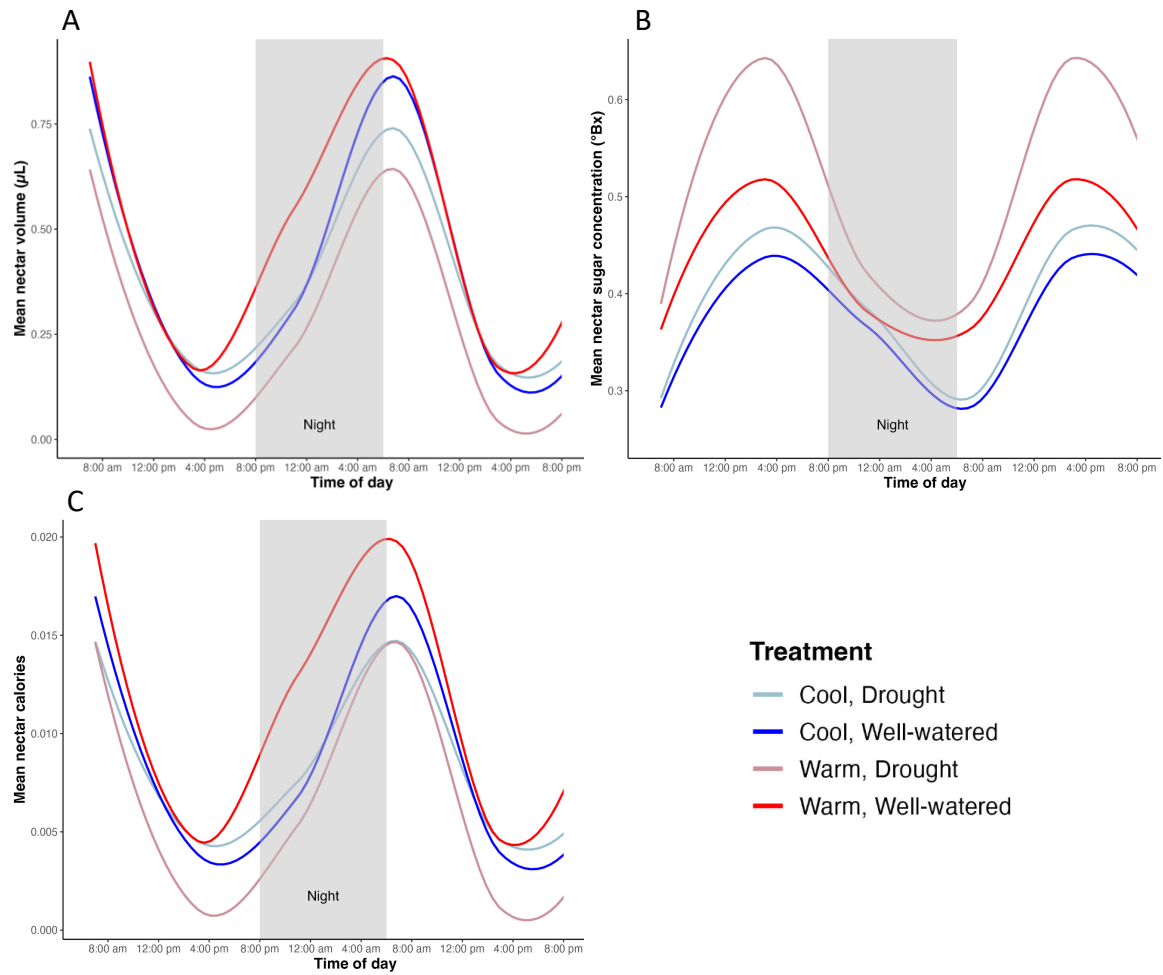 A
Mean nectar volume (µL)
0.75
0.50
0.25
0.00
Night
8:00 am 12:00 pm 4:00 pm 8:00 pm 12:00 am 4:00 am 8:00 am 12:00 pm 4:00 pm 8:00 pm
Time of day
B
Mean nectar sugar concentration (°Bx)
0.6
0.5
0.4
0.3
Night
8:00 am 12:00 pm 4:00 pm 8:00 pm 12:00 am 4:00 am 8:00 am 12:00 pm 4:00 pm 8:00 pm
Time of day
C
Mean nectar calories
0.020
0.015
0.010
0.005
0.000
Night
8:00 am 12:00 pm 4:00 pm 8:00 pm 12:00 am 4:00 am 8:00 am 12:00 pm 4:00 pm 8:00 pm
Time of day
Treatment
Cool, Drought
Cool, Well-watered
Warm, Drought
Warm, Well-watered